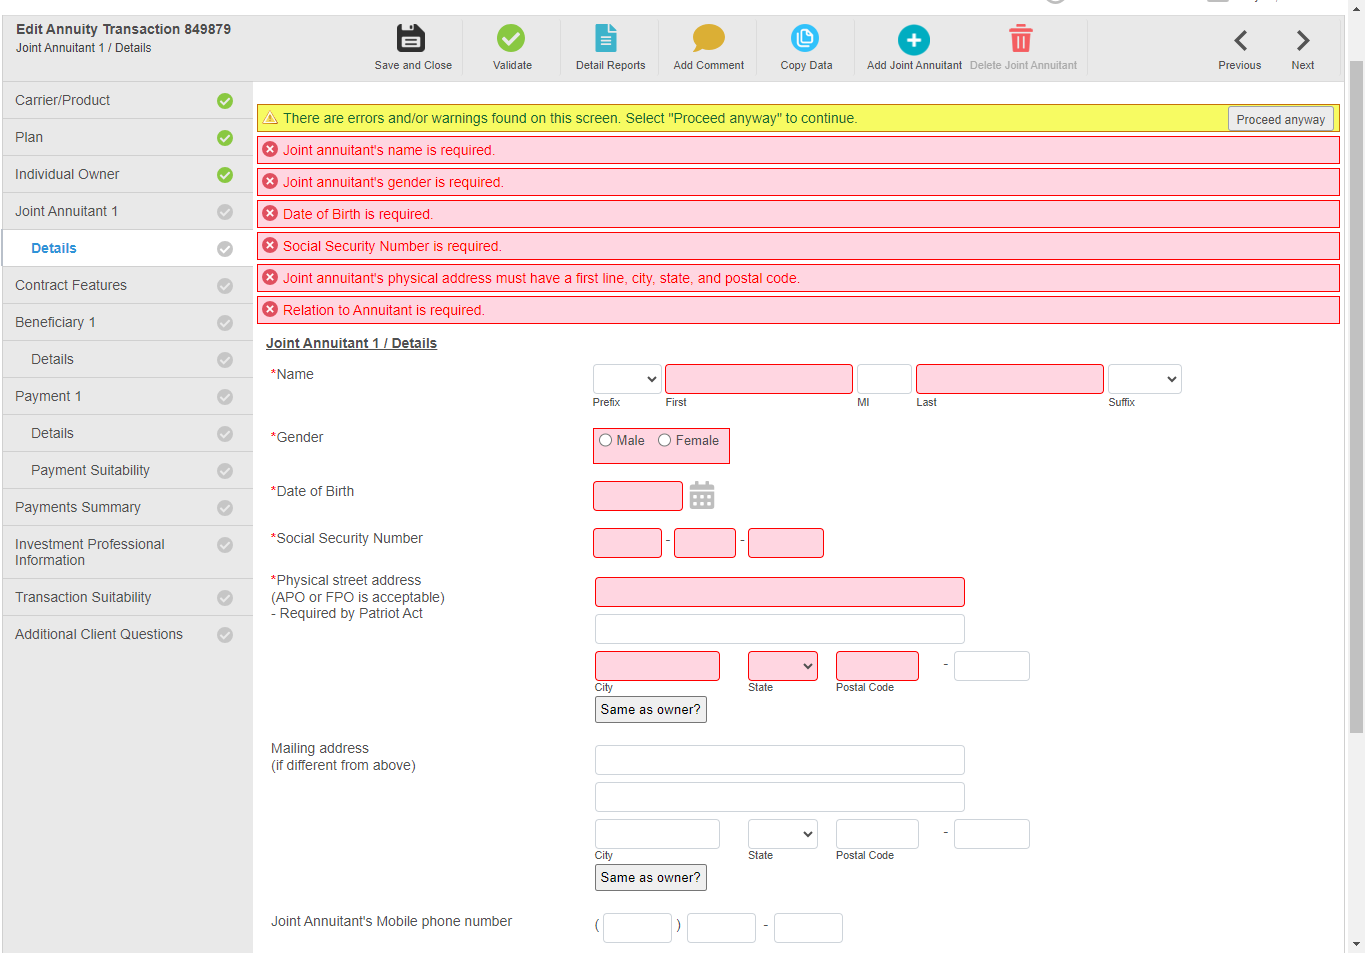 Edit Annuity Transaction 849879
Joint Annuitant 1 / Details
Save and Close
Validate
Detail Reports
Add Comment
Copy Data
Add Joint Annuitant
Delete Joint Annuitant
Previous
Next
Carrier/Product
Plan
Individual Owner
Joint Annuitant 1
Details
Contract Features
Beneficiary 1
Details
Payment 1
Details
Payment Suitability
Payments Summary
Investment Professional
Information
Transaction Suitability
Additional Client Questions
There are errors and/or warnings found on this screen. Select "Proceed anyway" to continue.
Proceed anyway
Joint annuitant's name is required.
Joint annuitant's gender is required.
Date of Birth is required.
Social Security Number is required.
Joint annuitant's physical address must have a first line, city, state, and postal code.
Relation to Annuitant is required.
Joint Annuitant 1 / Details
*Name
Prefix First MI Last Suffix
*Gender
Male Female
*Date of Birth
*Social Security Number
- -
*Physical street address
(APO or FPO is acceptable)
- Required by Patriot Act
-
City State Postal Code
Same as owner?
Mailing address
(if different from above)
-
City State Postal Code
Same as owner?
Joint Annuitant's Mobile phone number
( ) -